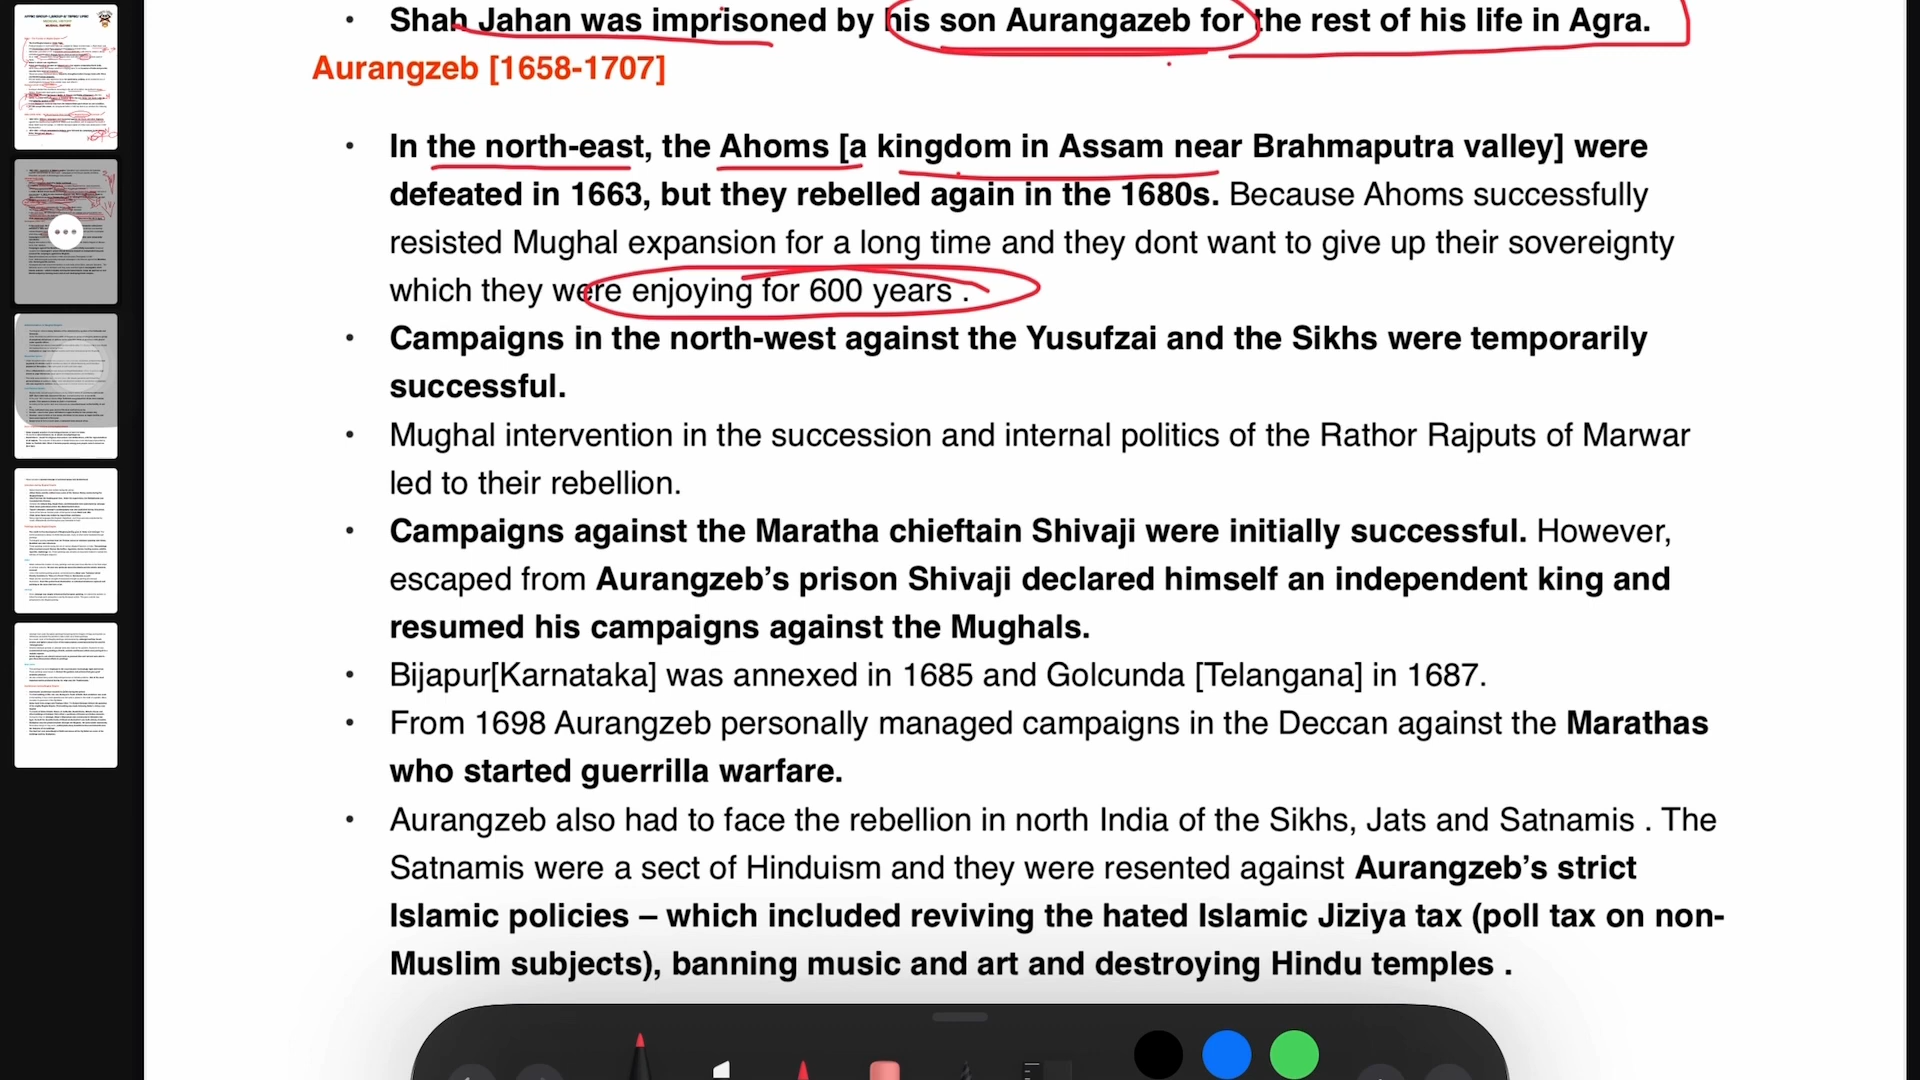 • Shah Jahan was imprisoned by his son Aurangazeb for the rest of his life in Agra.
Aurangzeb [1658-1707]
• In the north-east, the Ahoms [a kingdom in Assam near Brahmaputra valley] were
defeated in 1663, but they rebelled again in the 1680s. Because Ahoms successfully
resisted Mughal expansion for a long time and they dont want to give up their sovereignty
which they were enjoying for 600 years .
• Campaigns in the north-west against the Yusufzai and the Sikhs were temporarily
successful.
• Mughal intervention in the succession and internal politics of the Rathor Rajputs of Marwar
led to their rebellion.
• Campaigns against the Maratha chieftain Shivaji were initially successful. However,
escaped from Aurangzeb’s prison Shivaji declared himself an independent king and
resumed his campaigns against the Mughals.
• Bijapur[Karnataka] was annexed in 1685 and Golcunda [Telangana] in 1687.
• From 1698 Aurangzeb personally managed campaigns in the Deccan against the Marathas
who started guerrilla warfare.
• Aurangzeb also had to face the rebellion in north India of the Sikhs, Jats and Satnamis . The
Satnamis were a sect of Hinduism and they were resented against Aurangzeb’s strict
Islamic policies – which included reviving the hated Islamic Jiziya tax (poll tax on non-
Muslim subjects), banning music and art and destroying Hindu temples .